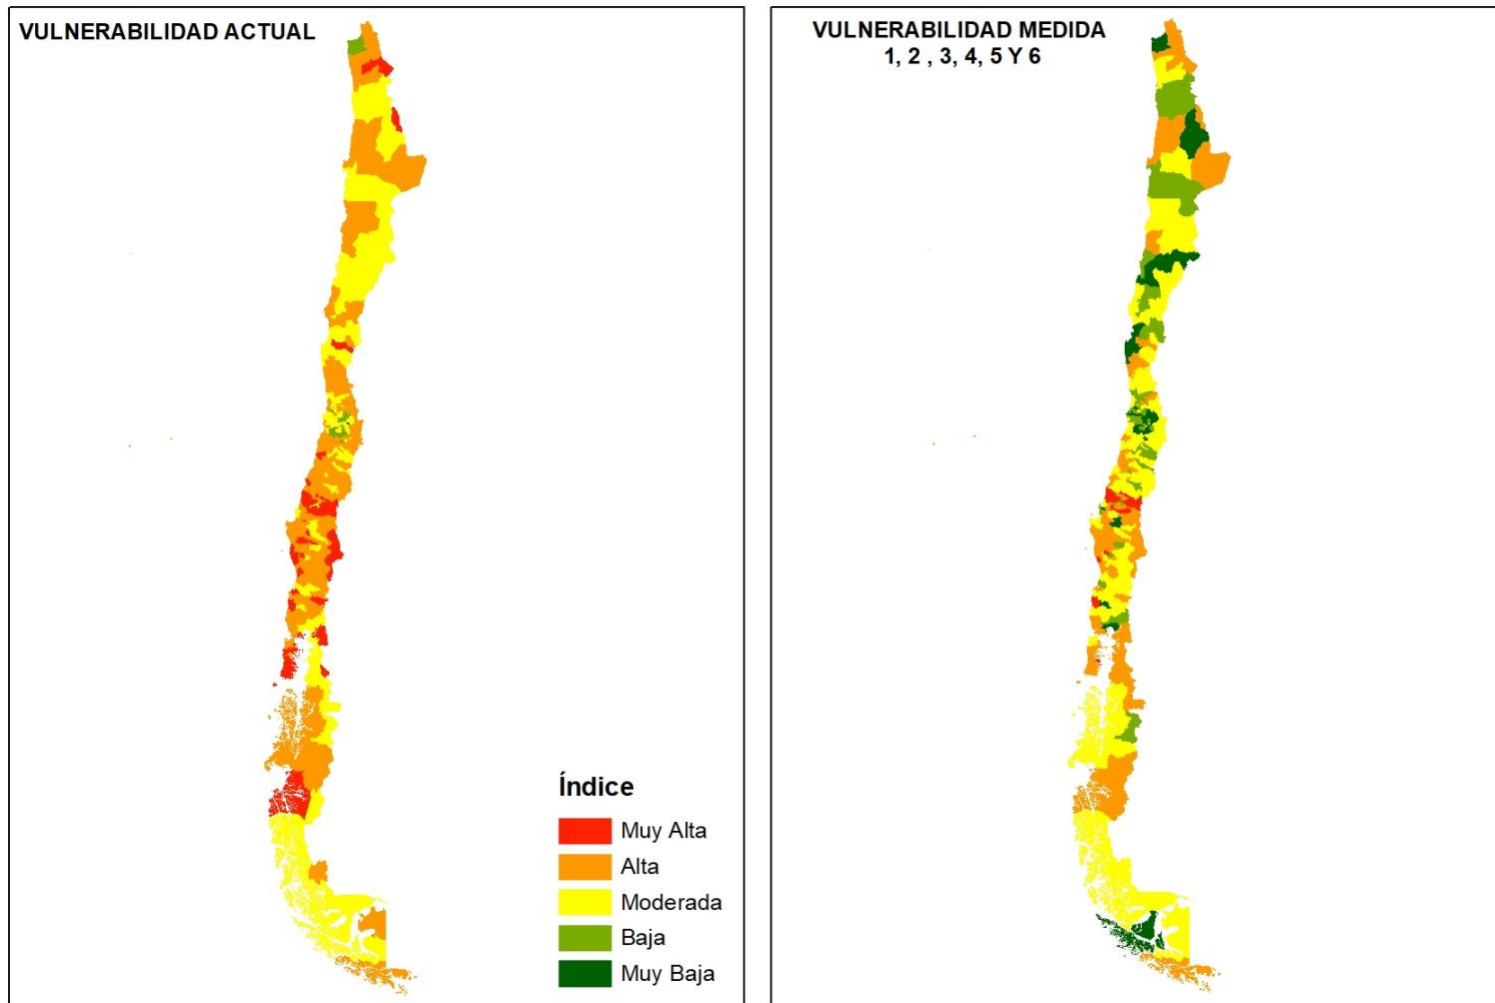 VULNERABILIDAD ACTUAL
VULNERABILIDAD MEDIDA
1, 2 , 3, 4, 5 Y 6
Índice
Muy Alta
Alta
Moderada
Baja
Muy Baja